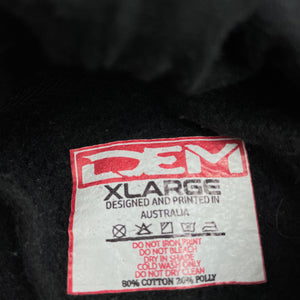 DEM
XLARGE
DESIGNED AND PRINTED IN
AUSTRALIA
DO NOT IRON PRINT
DO NOT BLEACH
DRY IN SHADE
COLD WASH ONLY
DO NOT DRY CLEAN
80% COTTON 20% POLLY